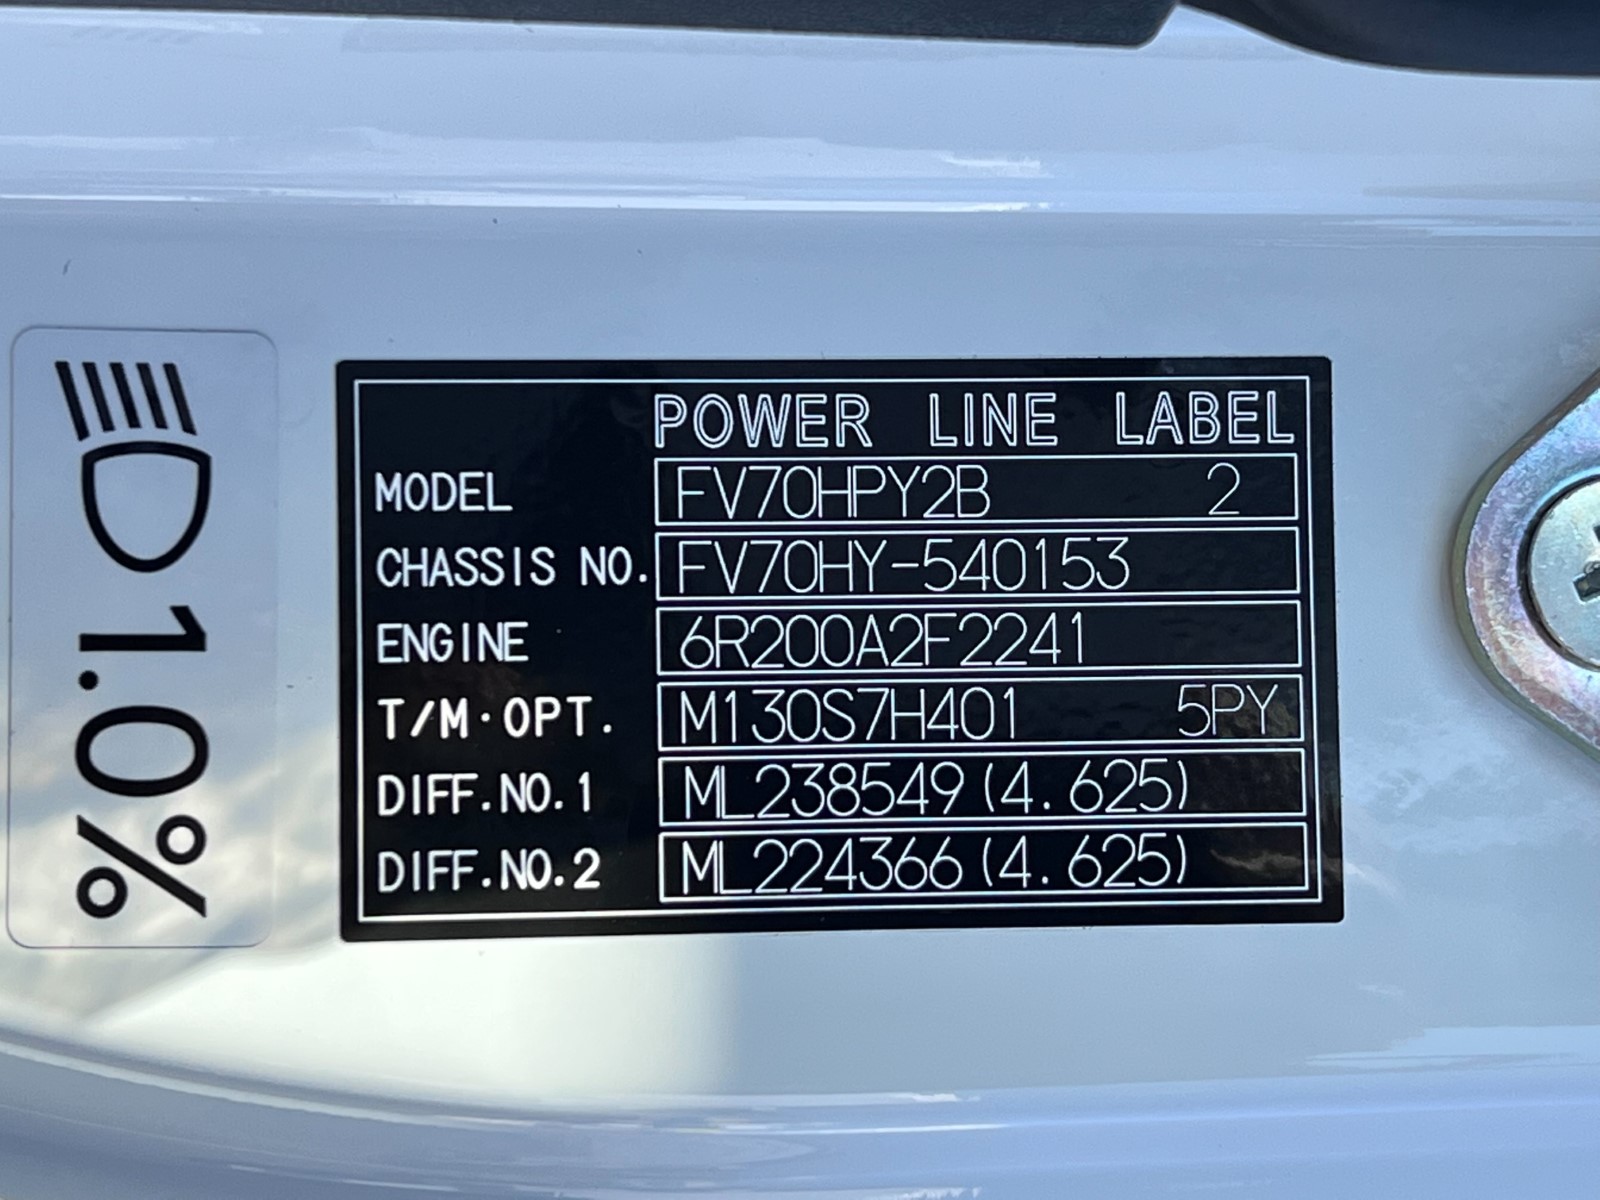 POWER LINE LABEL
MODEL FV70HPY2B 2
CHASSIS NO. FV70HY-540153
ENGINE 6R200A2F2241
T/M·OPT. M130S7H401 5PY
DIFF.NO.1 ML238549(4.625)
DIFF.NO.2 ML224366(4.625)
1.0%